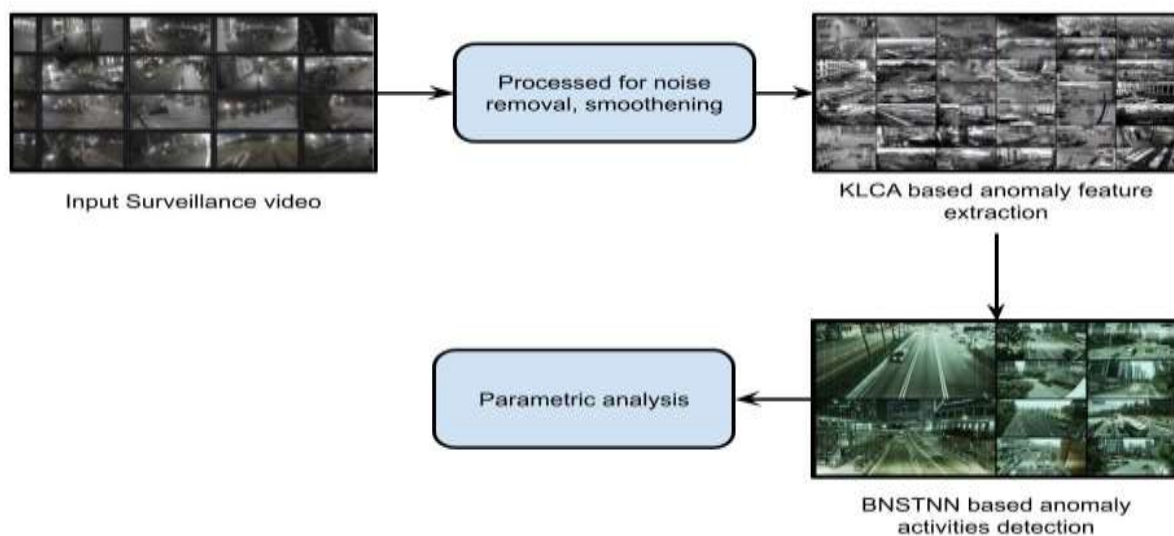 Input Surveillance video
Processed for noise
removal, smoothening
KLCA based anomaly feature
extraction
BNSTNN based anomaly
activities detection
Parametric analysis